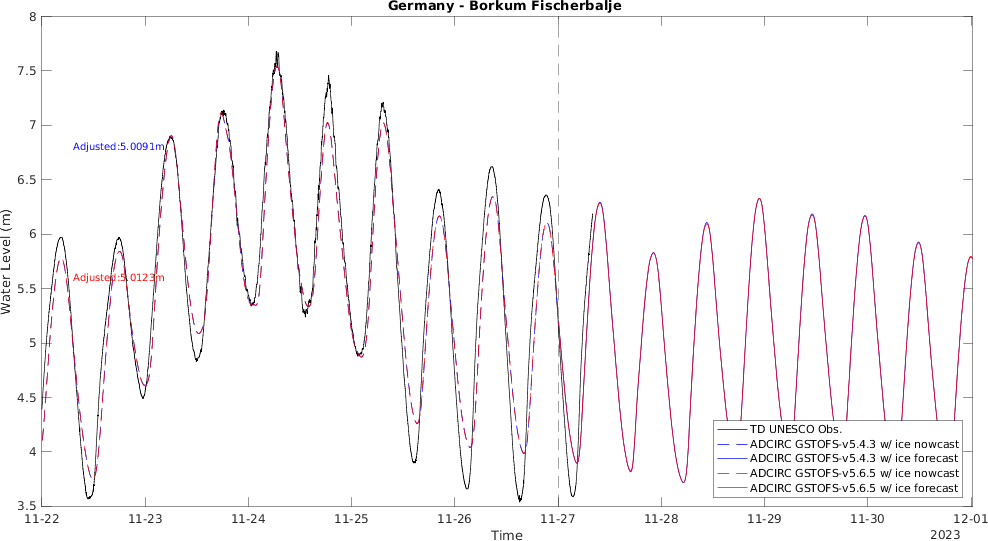 Germany - Borkum Fischerbalje
8
7.5
7
6.5
6
5.5
5
4.5
4
3.5
Water Level (m)
Adjusted:5.0091m
Adjusted:5.0123m
TD UNESCO Obs.
ADCIRC GSTOFS-v5.4.3 w/ ice nowcast
ADCIRC GSTOFS-v5.4.3 w/ ice forecast
ADCIRC GSTOFS-v5.6.5 w/ ice nowcast
ADCIRC GSTOFS-v5.6.5 w/ ice forecast
11-22 11-23 11-24 11-25 11-26 11-27 11-28 11-29 11-30 12-01
Time
2023